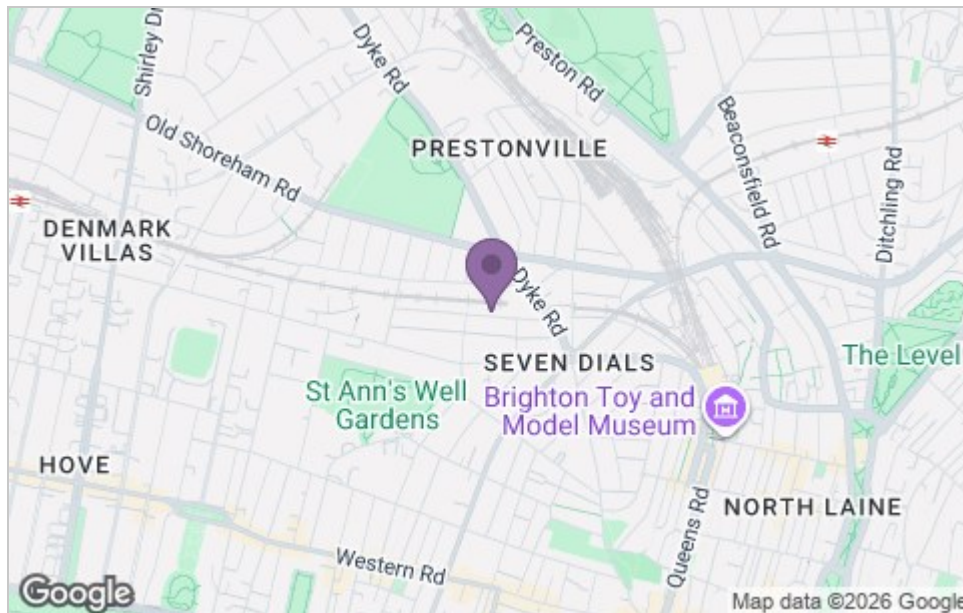 Shirley Dr
Dyke Rd
Preston Rd
Old Shoreham Rd
PRESTONVILLE
Beaconsfield Rd
Ditchling Rd
DENMARK
VILLAS
Dyke Rd
SEVEN DIALS
The Level
St Ann's Well
Gardens
Brighton Toy and
Model Museum
HOVE
NORTH LAINE
Queens Rd
Western Rd
Google
Map data ©2026 Google